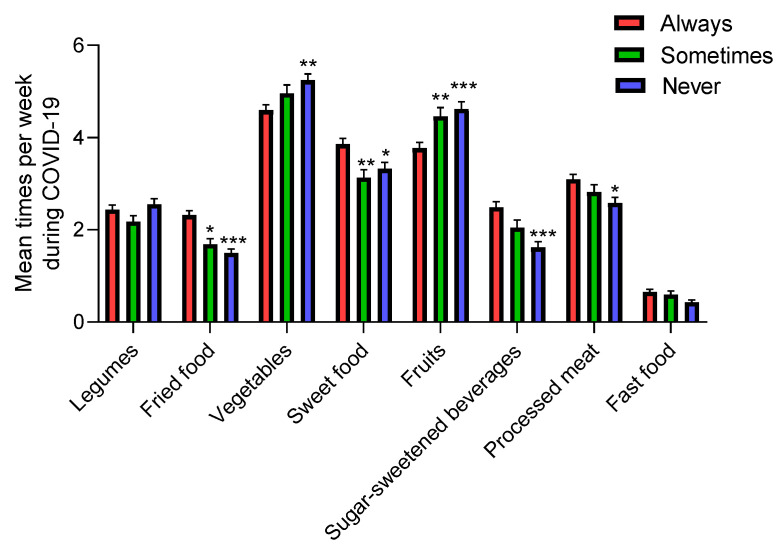 Always
Sometimes
Never
Mean times per week
during COVID-19
6
4
2
0
**
**
***
**
*
*
***
***
*
Legumes
Fried food
Vegetables
Sweet food
Fruits
Sugar-sweetened beverages
Processed meat
Fast food